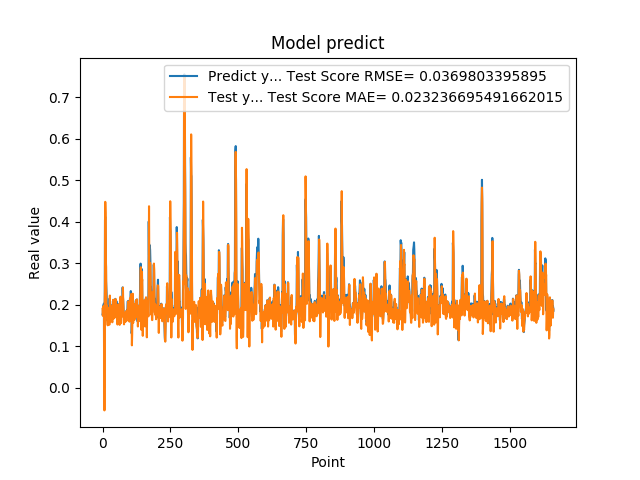 Model predict
Predict y... Test Score RMSE= 0.0369803395895
Test y... Test Score MAE= 0.023236695491662015
0.7
0.6
0.5
0.4
0.3
0.2
0.1
0.0
Real value
0 250 500 750 1000 1250 1500
Point